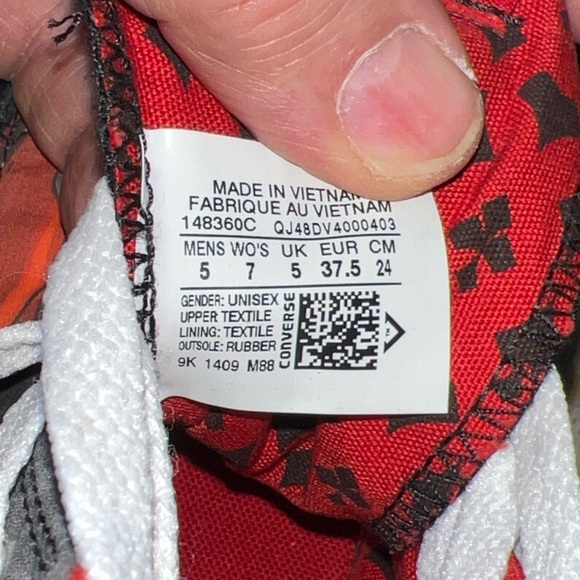 MADE IN VIETNAM
FABRIQUE AU VIETNAM
148360C QJ48DV4000403
MENS WO'S UK EUR CM
5 7 5 37.5 24
GENDER: UNISEX
UPPER: TEXTILE
LINING: TEXTILE
OUTSOLE: RUBBER
9K 1409 M88
CONVERSE